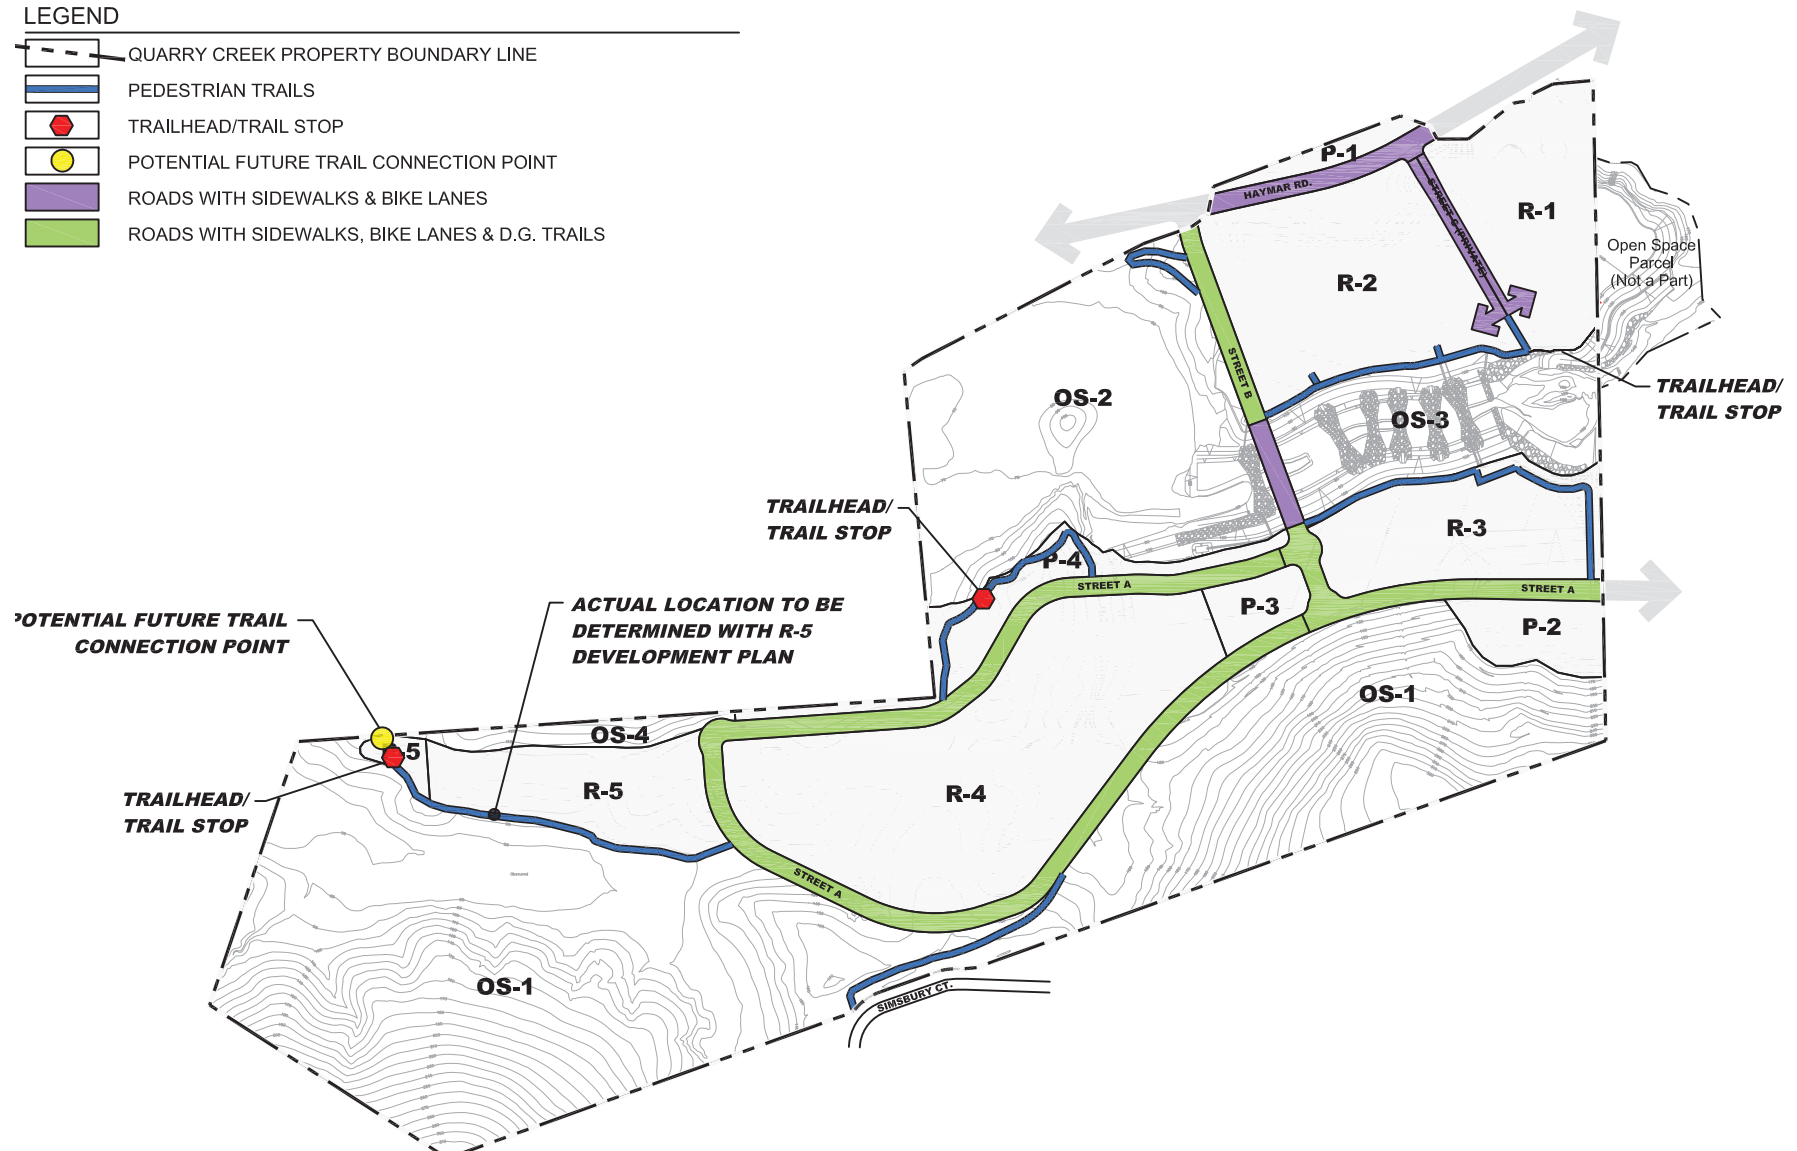 LEGEND
QUARRY CREEK PROPERTY BOUNDARY LINE
PEDESTRIAN TRAILS
TRAILHEAD/TRAIL STOP
POTENTIAL FUTURE TRAIL CONNECTION POINT
ROADS WITH SIDEWALKS & BIKE LANES
ROADS WITH SIDEWALKS, BIKE LANES & D.G. TRAILS
P-1
HAYMAR RD.
STREET C (PRIVATE)
R-1
Open Space
Parcel
(Not a Part)
R-2
STREET B
OS-2
OS-3
TRAILHEAD/
TRAIL STOP
TRAILHEAD/
TRAIL STOP
R-3
P-4
STREET A
STREET A
P-3
P-2
POTENTIAL FUTURE TRAIL
CONNECTION POINT
ACTUAL LOCATION TO BE
DETERMINED WITH R-5
DEVELOPMENT PLAN
OS-1
OS-4
-5
R-5
R-4
TRAILHEAD/
TRAIL STOP
STREET A
OS-1
SIMSBURY CT.